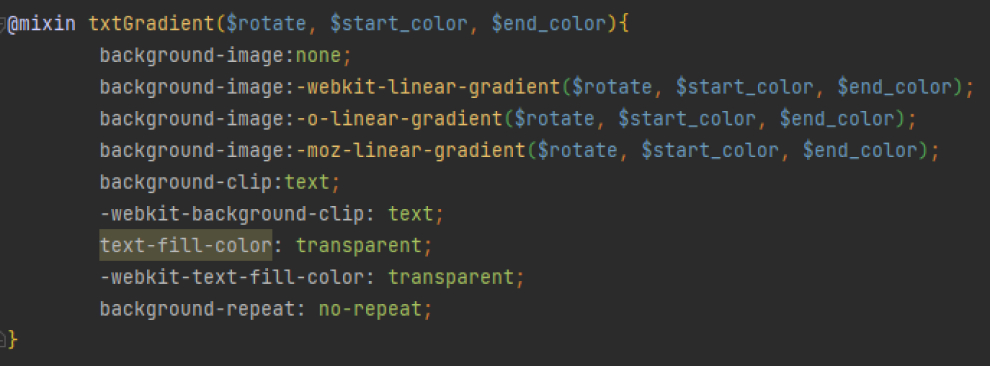 @mixin txtGradient($rotate, $start_color, $end_color){
background-image:none;
background-image:-webkit-linear-gradient($rotate, $start_color, $end_color);
background-image:-o-linear-gradient($rotate, $start_color, $end_color);
background-image:-moz-linear-gradient($rotate, $start_color, $end_color);
background-clip:text;
-webkit-background-clip: text;
text-fill-color: transparent;
-webkit-text-fill-color: transparent;
background-repeat: no-repeat;
}